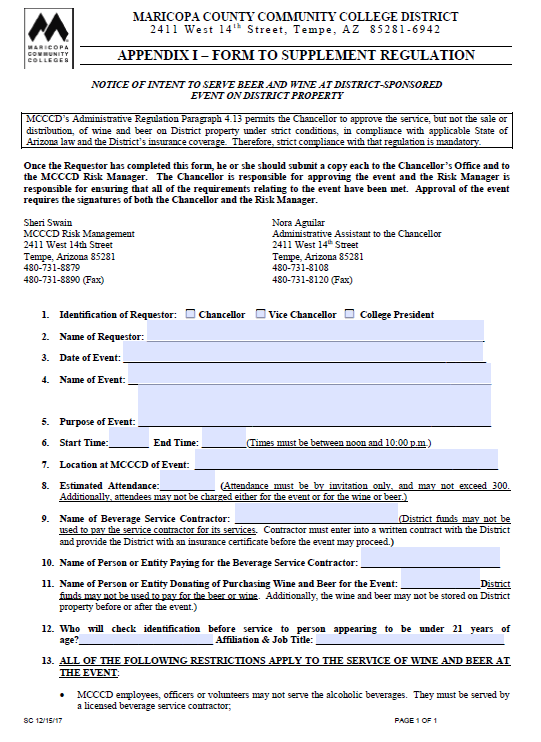 MARICOPA
COMMUNITY
COLLEGES
MARICOPA COUNTY COMMUNITY COLLEGE DISTRICT
2411 West 14th Street, Tempe, AZ 85281-6942
APPENDIX I – FORM TO SUPPLEMENT REGULATION
NOTICE OF INTENT TO SERVE BEER AND WINE AT DISTRICT-SPONSORED
EVENT ON DISTRICT PROPERTY
MCCCD's Administrative Regulation Paragraph 4.13 permits the Chancellor to approve the service, but not the sale or
distribution, of wine and beer on District property under strict conditions, in compliance with applicable State of
Arizona law and the District's insurance coverage. Therefore, strict compliance with that regulation is mandatory.
Once the Requestor has completed this form, he or she should submit a copy each to the Chancellor's Office and to
the MCCCD Risk Manager. The Chancellor is responsible for approving the event and the Risk Manager is
responsible for ensuring that all of the requirements relating to the event have been met. Approval of the event
requires the signatures of both the Chancellor and the Risk Manager.
Sheri Swain
MCCCD Risk Management
2411 West 14th Street
Tempe, Arizona 85281
480-731-8879
480-731-8890 (Fax)
Nora Aguilar
Administrative Assistant to the Chancellor
2411 West 14th Street
Tempe, Arizona 85281
480-731-8108
480-731-8120 (Fax)
1. Identification of Requestor: Chancellor Vice Chancellor College President
2. Name of Requestor:
3. Date of Event:
4. Name of Event:
5. Purpose of Event:
6. Start Time: End Time: (Times must be between noon and 10:00 p.m.)
7. Location at MCCCD of Event:
8. Estimated Attendance: (Attendance must be by invitation only, and may not exceed 300.
Additionally, attendees may not be charged either for the event or for the wine or beer.)
9. Name of Beverage Service Contractor: (District funds may not be
used to pay the service contractor for its services. Contractor must enter into a written contract with the District
and provide the District with an insurance certificate before the event may proceed.)
10. Name of Person or Entity Paying for the Beverage Service Contractor:
11. Name of Person or Entity Donating of Purchasing Wine and Beer for the Event: District
funds may not be used to pay for the beer or wine. Additionally, the wine and beer may not be stored on District
property before or after the event.)
12. Who will check identification before service to person appearing to be under 21 years of
age? Affiliation & Job Title:
13. ALL OF THE FOLLOWING RESTRICTIONS APPLY TO THE SERVICE OF WINE AND BEER AT
THE EVENT:
• MCCCD employees, officers or volunteers may not serve the alcoholic beverages. They must be served by
a licensed beverage service contractor;
SC 12/15/17 PAGE 1 OF 1